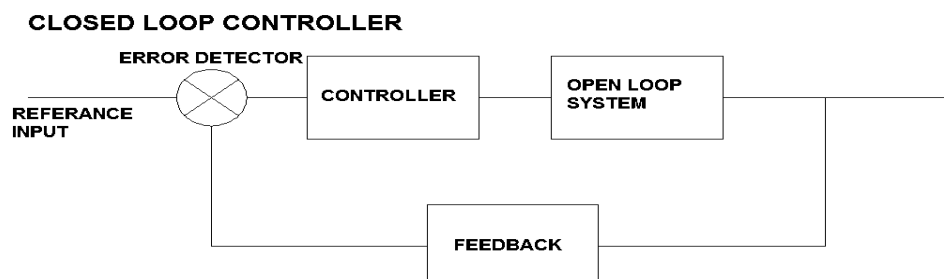 CLOSED LOOP CONTROLLER
ERROR DETECTOR
REFERANCE
INPUT
CONTROLLER
OPEN LOOP
SYSTEM
FEEDBACK